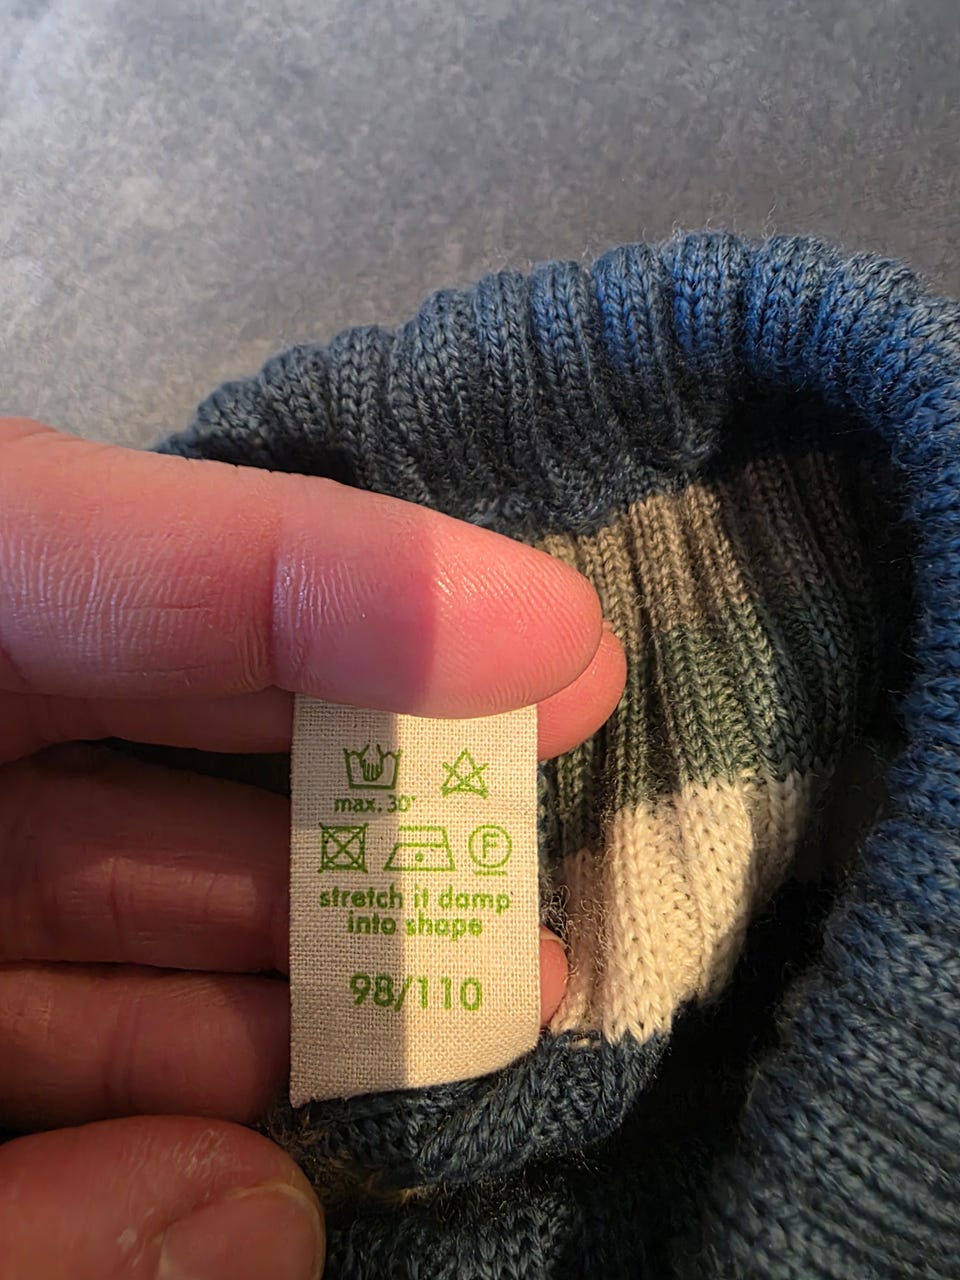 max. 30°
F
stretch it damp
into shape
98/110